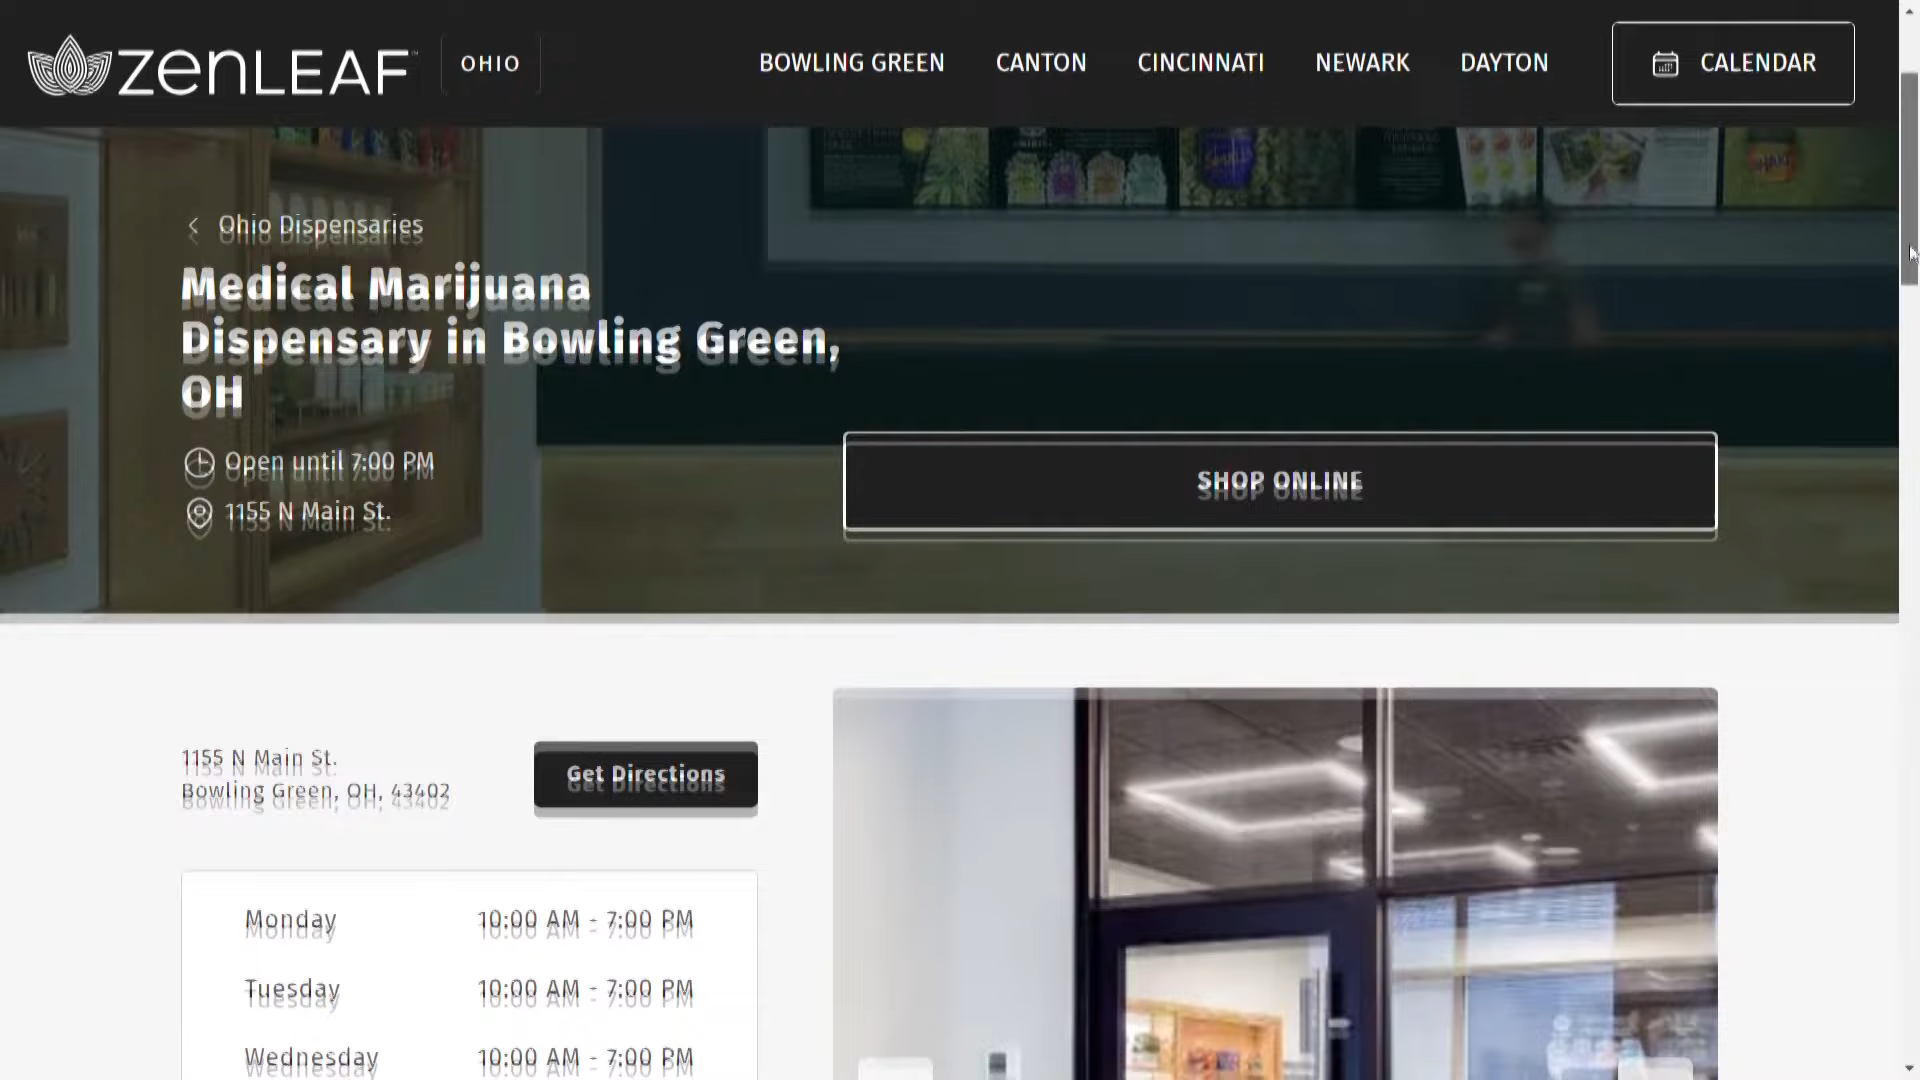 ZENLEAF™ OHIO BOWLING GREEN CANTON CINCINNATI NEWARK DAYTON CALENDAR
Ohio Dispensaries
Medical Marijuana
Dispensary in Bowling Green,
OH
Open until 7:00 PM
1155 N Main St.
SHOP ONLINE
1155 N Main St.
Bowling Green, OH, 43402
Get Directions
Monday 10:00 AM - 7:00 PM
Tuesday 10:00 AM - 7:00 PM
Wednesday 10:00 AM - 7:00 PM